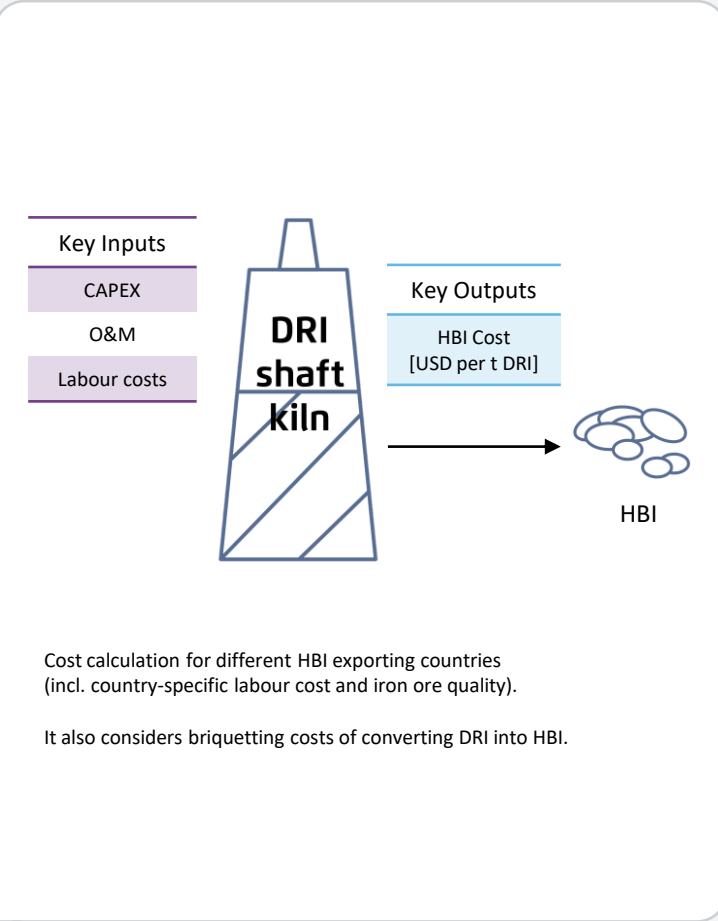 Key Inputs
CAPEX
O&M
Labour costs
DRI
shaft
kiln
Key Outputs
HBI Cost
[USD per t DRI]
HBI
Cost calculation for different HBI exporting countries
(incl. country-specific labour cost and iron ore quality).
It also considers briquetting costs of converting DRI into HBI.